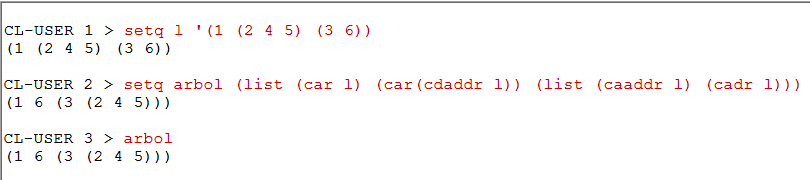 CL-USER 1 > setq l '(1 (2 4 5) (3 6))
(1 (2 4 5) (3 6))
CL-USER 2 > setq arbol (list (car l) (car(cdaddr l)) (list (caaddr l) (cadr l)))
(1 6 (3 (2 4 5)))
CL-USER 3 > arbol
(1 6 (3 (2 4 5)))